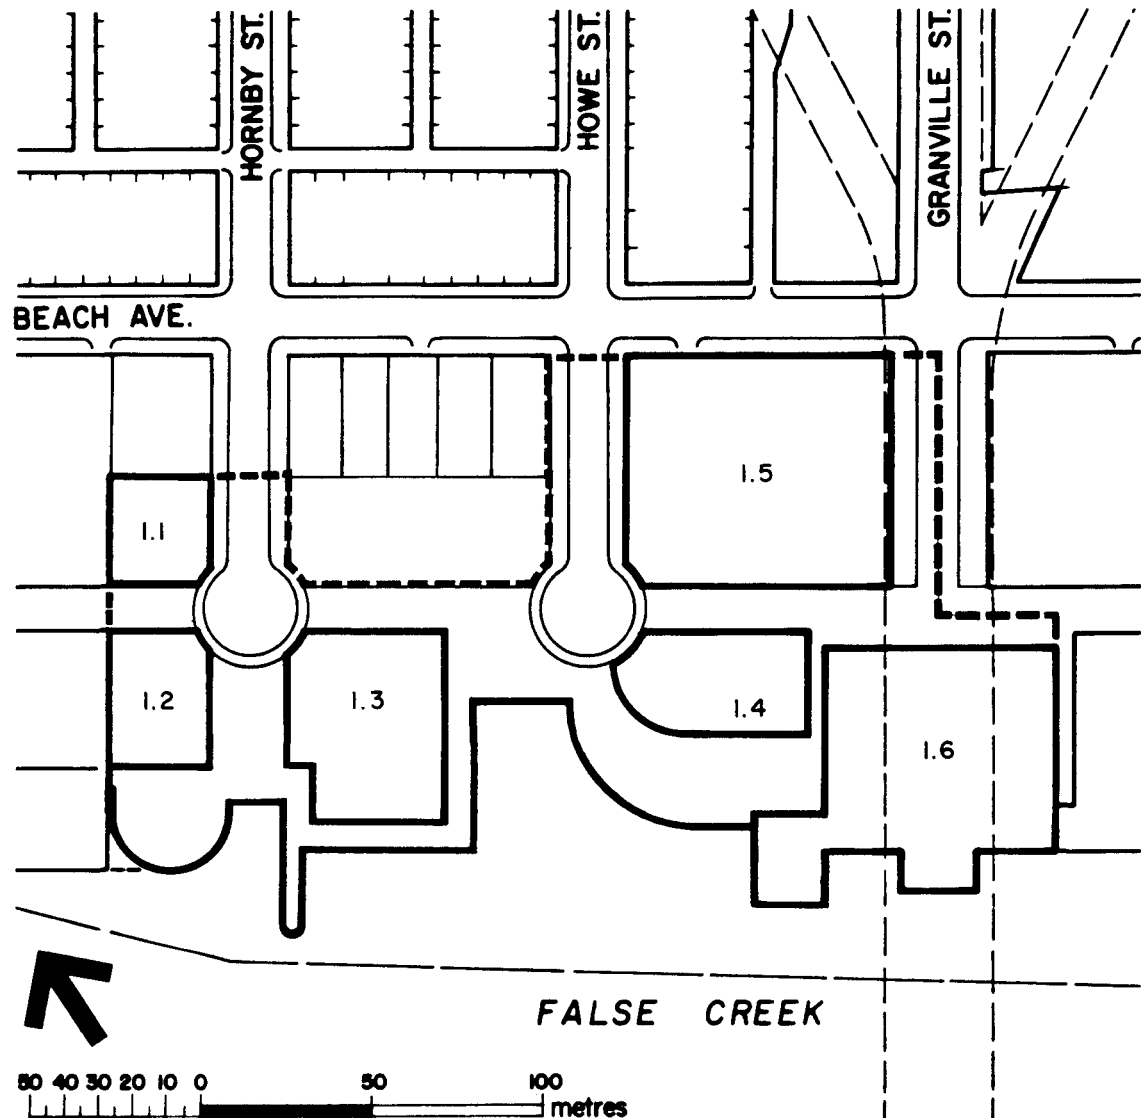 HORNBY ST.
HOWE ST.
GRANVILLE ST.
BEACH AVE.
1.5
1.1
1.2
1.3
1.4
1.6
FALSE CREEK
50 40 30 20 10 0 50 100
metres